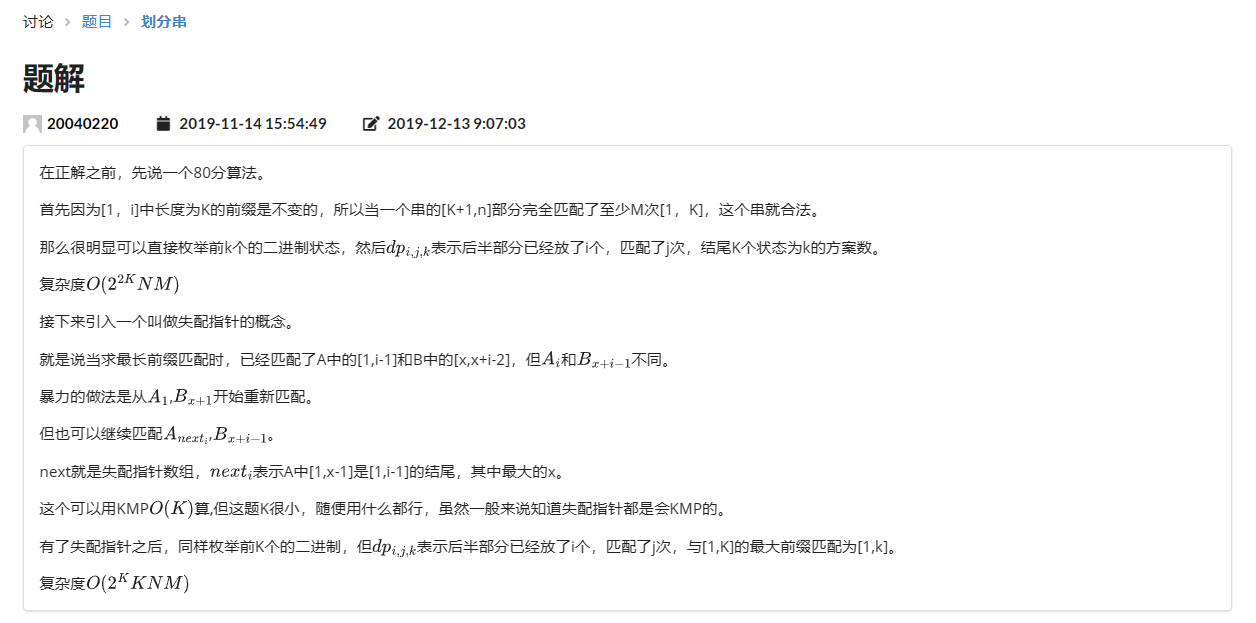 讨论 > 题目 > 划分串
题解
20040220 2019-11-14 15:54:49 2019-12-13 9:07:03
在正解之前，先说一个80分算法。
首先因为[1，i]中长度为K的前缀是不变的，所以当一个串的[K+1,n]部分完全匹配了至少M次[1，K]，这个串就合法。
那么很明显可以直接枚举前k个的二进制状态，然后$dp_{i,j,k}$表示后半部分已经放了i个，匹配了j次，结尾K个状态为k的方案数。
复杂度$O(2^{2K}NM)$
接下来引入一个叫做失配指针的概念。
就是说当求最长前缀匹配时，已经匹配了A中的[1,i-1]和B中的[x,x+i-2]，但$A_i$和$B_{x+i-1}$不同。
暴力的做法是从$A_1$,$B_{x+1}$开始重新匹配。
但也可以继续匹配$A_{next_i}$,$B_{x+i-1}$。
next就是失配指针数组，$next_i$表示A中[1,x-1]是[1,i-1]的结尾，其中最大的x。
这个可以用KMP$O(K)$算,但这题K很小，随便用什么都行，虽然一般来说知道失配指针都是会KMP的。
有了失配指针之后，同样枚举前K个的二进制，但$dp_{i,j,k}$表示后半部分已经放了i个，匹配了j次，与[1,K]的最大前缀匹配为[1,k]。
复杂度$O(2^K KNM)$